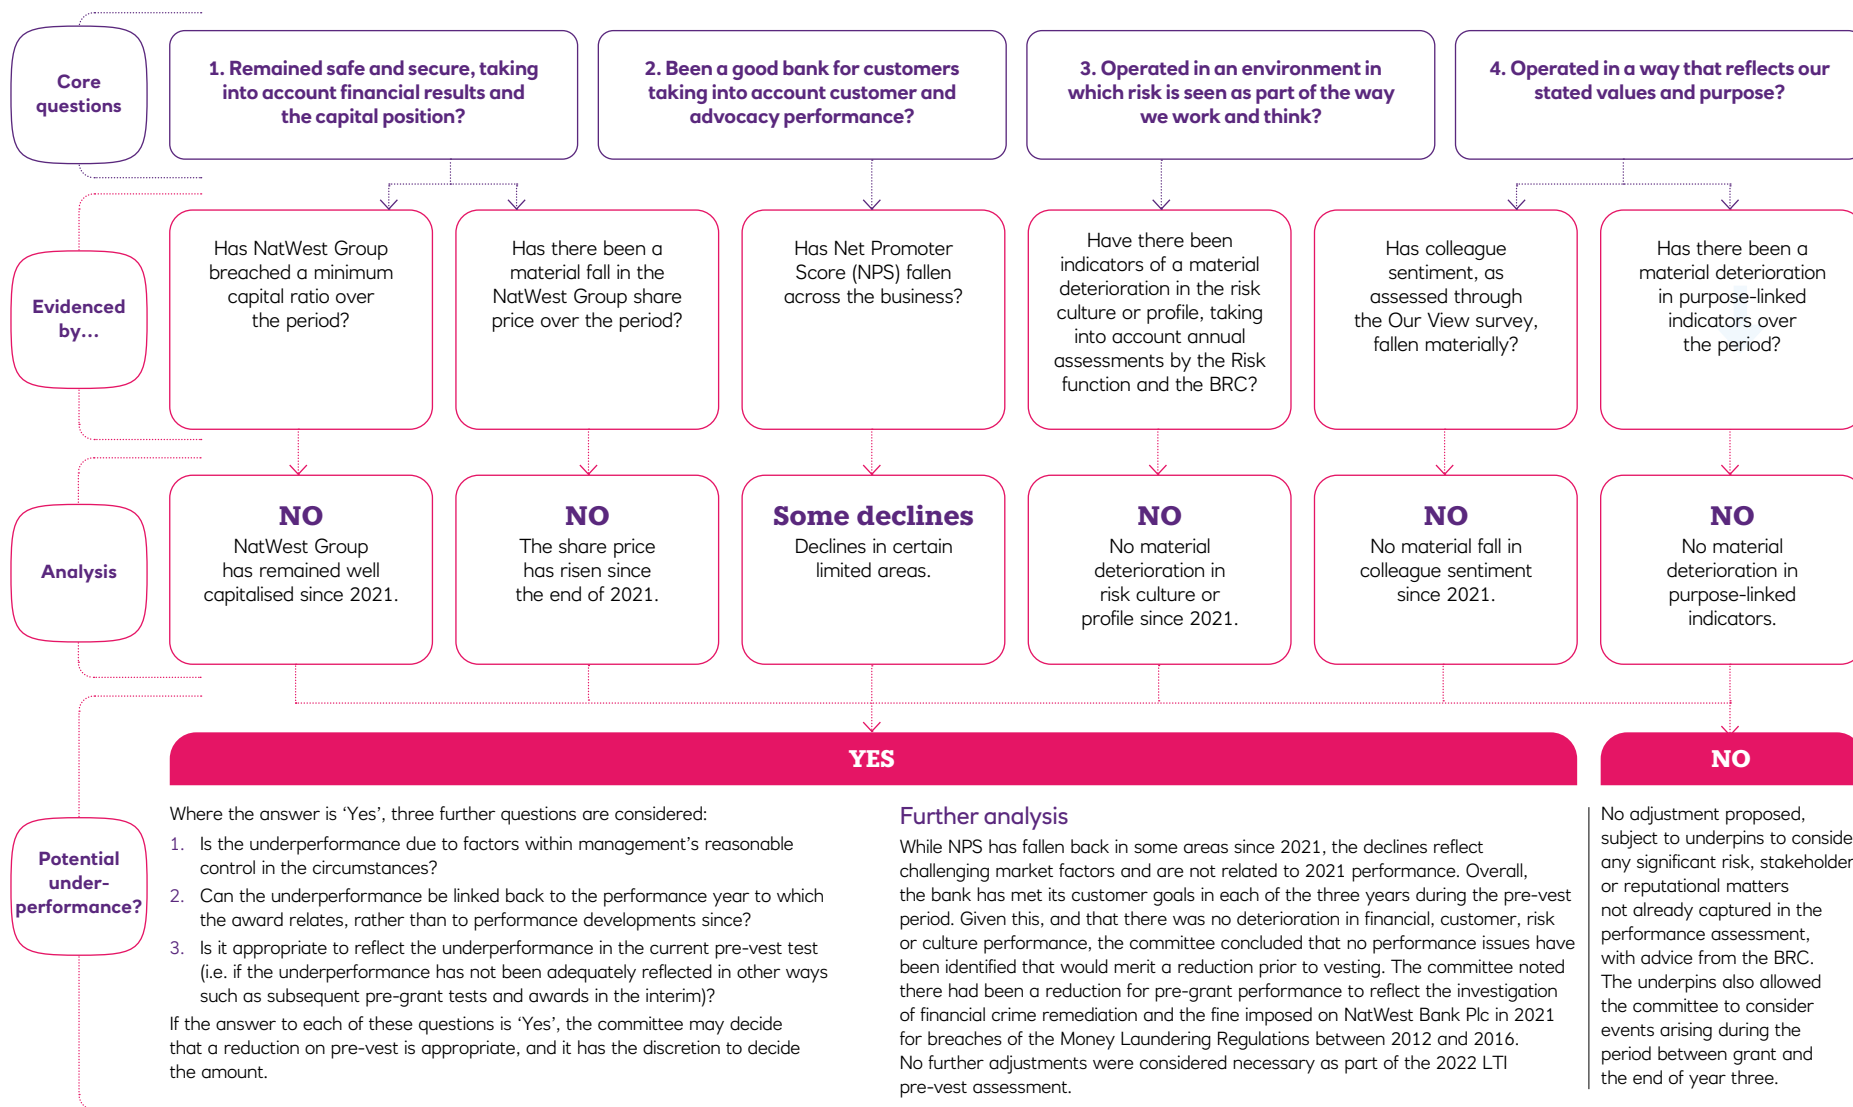 Core
questions
1. Remained safe and secure, taking
into account financial results and
the capital position?
2. Been a good bank for customers
taking into account customer and
advocacy performance?
3. Operated in an environment in
which risk is seen as part of the way
we work and think?
4. Operated in a way that reflects our
stated values and purpose?
Evidenced
by...
Has NatWest Group
breached a minimum
capital ratio over
the period?
Has there been a
material fall in the
NatWest Group share
price over the period?
Has Net Promoter
Score (NPS) fallen
across the business?
Have there been
indicators of a material
deterioration in the risk
culture or profile, taking
into account annual
assessments by the Risk
function and the BRC?
Has colleague
sentiment, as
assessed through
the Our View survey,
fallen materially?
Has there been a
material deterioration
in purpose-linked
indicators over
the period?
Analysis
NO
NatWest Group
has remained well
capitalised since 2021.
NO
The share price
has risen since
the end of 2021.
Some declines
Declines in certain
limited areas.
NO
No material
deterioration in
risk culture or
profile since 2021.
NO
No material fall in
colleague sentiment
since 2021.
NO
No material
deterioration in
purpose-linked
indicators.
Potential
under-
performance?
YES
Where the answer is ‘Yes’, three further questions are considered:
1. Is the underperformance due to factors within management’s reasonable
control in the circumstances?
2. Can the underperformance be linked back to the performance year to which
the award relates, rather than to performance developments since?
3. Is it appropriate to reflect the underperformance in the current pre-vest test
(i.e. if the underperformance has not been adequately reflected in other ways
such as subsequent pre-grant tests and awards in the interim)?
If the answer to each of these questions is ‘Yes’, the committee may decide
that a reduction on pre-vest is appropriate, and it has the discretion to decide
the amount.
Further analysis
While NPS has fallen back in some areas since 2021, the declines reflect
challenging market factors and are not related to 2021 performance. Overall,
the bank has met its customer goals in each of the three years during the pre-vest
period. Given this, and that there was no deterioration in financial, customer, risk
or culture performance, the committee concluded that no performance issues have
been identified that would merit a reduction prior to vesting. The committee noted
there had been a reduction for pre-grant performance to reflect the investigation
of financial crime remediation and the fine imposed on NatWest Bank Plc in 2021
for breaches of the Money Laundering Regulations between 2012 and 2016.
No further adjustments were considered necessary as part of the 2022 LTI
pre-vest assessment.
NO
No adjustment proposed,
subject to underpins to conside
any significant risk, stakeholder
or reputational matters
not already captured in the
performance assessment,
with advice from the BRC.
The underpins also allowed
the committee to consider
events arising during the
period between grant and
the end of year three.